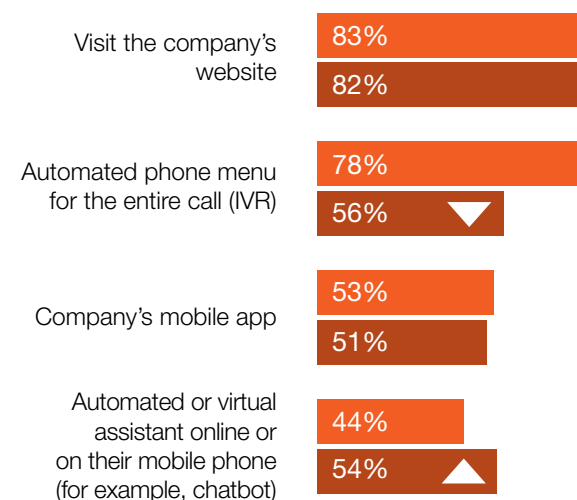 Visit the company’s
website
83%
82%
Automated phone menu
for the entire call (IVR)
78%
56%
Company’s mobile app
53%
51%
Automated or virtual
assistant online or
on their mobile phone
(for example, chatbot)
44%
54%